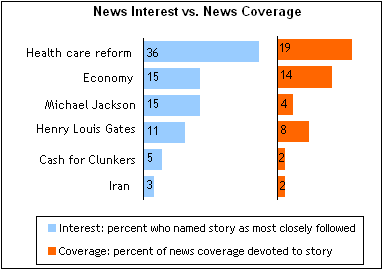 News Interest vs. News Coverage
Health care reform 36 19
Economy 15 14
Michael Jackson 15 4
Henry Louis Gates 11 8
Cash for Clunkers 5 2
Iran 3 2
Interest: percent who named story as most closely followed
Coverage: percent of news coverage devoted to story